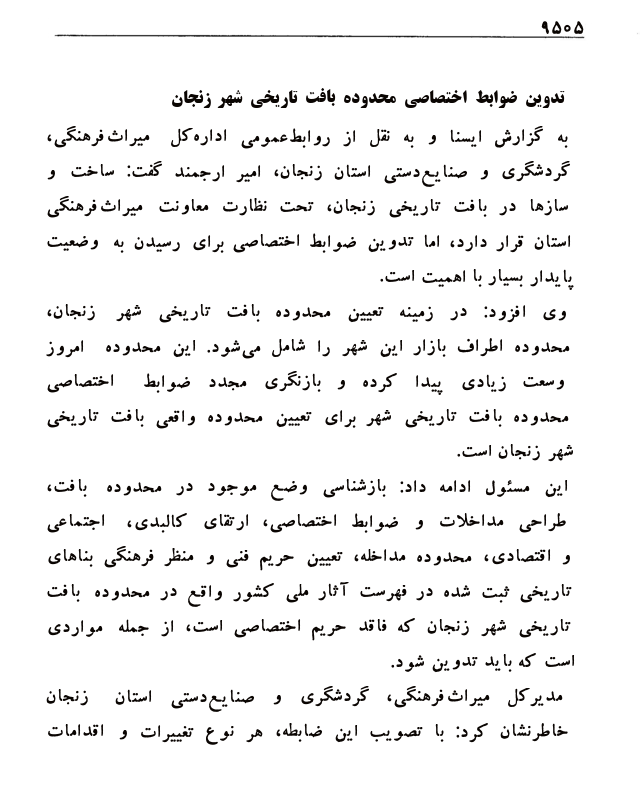 ۹۵۰۵
تدوین ضوابط اختصاصی محدوده بافت تاریخی شهر زنجان
به گزارش ایسنا و به نقل از روابط‌عمومی اداره‌کل میراث‌فرهنگی،
گردشگری و صنایع‌دستی استان زنجان، امیر ارجمند گفت: ساخت و
سازها در بافت تاریخی زنجان، تحت نظارت معاونت میراث‌فرهنگی
استان قرار دارد، اما تدوین ضوابط اختصاصی برای رسیدن به وضعیت
پایدار بسیار با اهمیت است.
وی افزود: در زمینه تعیین محدوده بافت تاریخی شهر زنجان،
محدوده اطراف بازار این شهر را شامل می‌شود. این محدوده امروز
وسعت زیادی پیدا کرده و بازنگری مجدد ضوابط اختصاصی
محدوده بافت تاریخی شهر برای تعیین محدوده واقعی بافت تاریخی
شهر زنجان است.
این مسئول ادامه داد: بازشناسی وضع موجود در محدوده بافت،
طراحی مداخلات و ضوابط اختصاصی، ارتقای کالبدی، اجتماعی
و اقتصادی، محدوده مداخله، تعیین حریم فنی و منظر فرهنگی بناهای
تاریخی ثبت شده در فهرست آثار ملی کشور واقع در محدوده بافت
تاریخی شهر زنجان که فاقد حریم اختصاصی است، از جمله مواردی
است که باید تدوین شود.
مدیرکل میراث‌فرهنگی، گردشگری و صنایع‌دستی استان زنجان
خاطرنشان کرد: با تصویب این ضابطه، هر نوع تغییرات و اقدامات